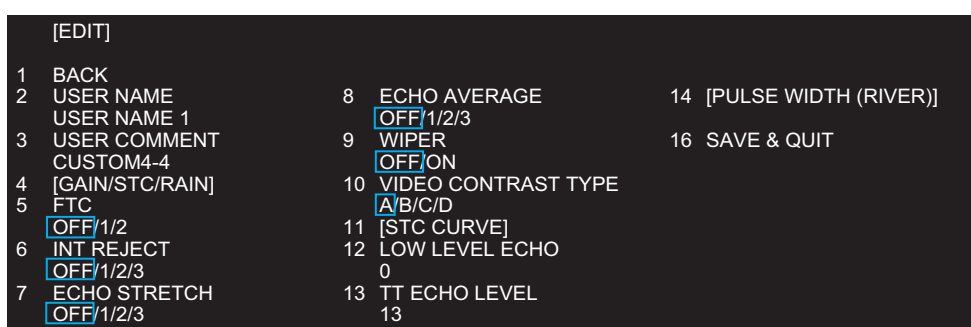 [EDIT]
1 BACK
2 USER NAME
USER NAME 1
3 USER COMMENT
CUSTOM4-4
4 [GAIN/STC/RAIN]
5 FTC
OFF/1/2
6 INT REJECT
OFF/1/2/3
7 ECHO STRETCH
OFF/1/2/3
8 ECHO AVERAGE
OFF/1/2/3
9 WIPER
OFF/ON
10 VIDEO CONTRAST TYPE
A/B/C/D
11 [STC CURVE]
12 LOW LEVEL ECHO
0
13 TT ECHO LEVEL
13
14 [PULSE WIDTH (RIVER)]
16 SAVE & QUIT